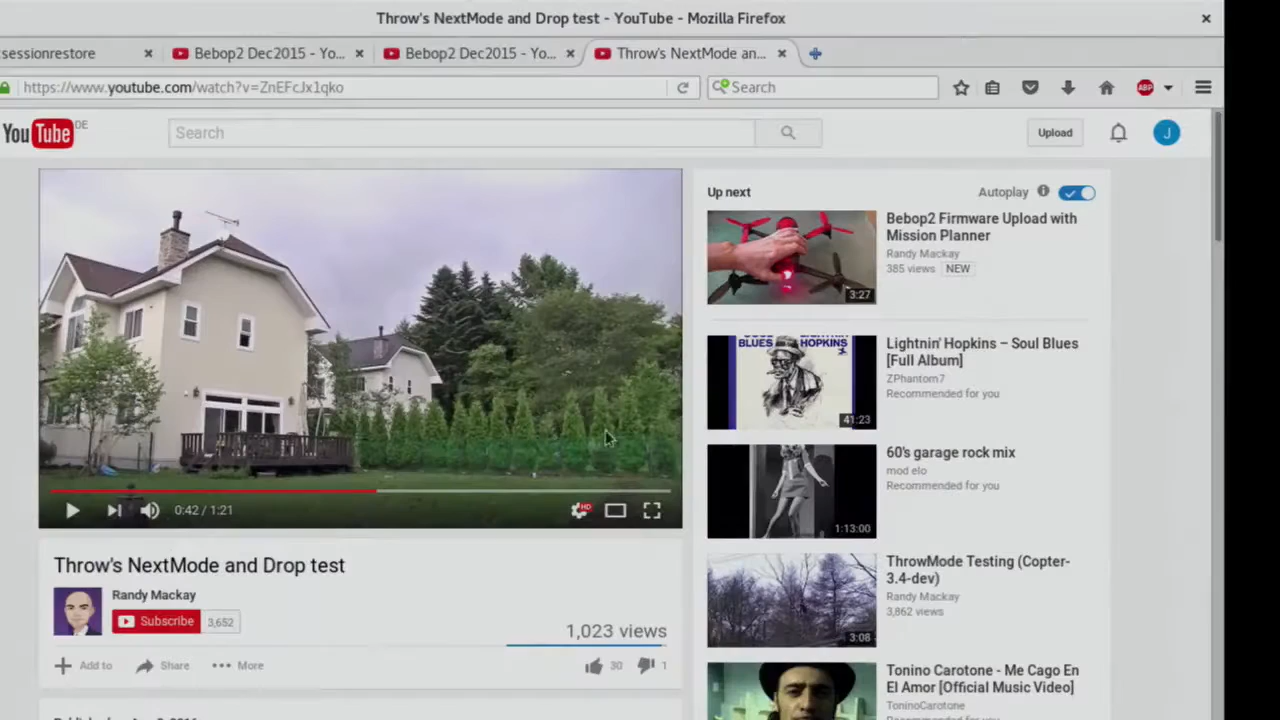 Throw's NextMode and Drop test - YouTube - Mozilla Firefox
sessionrestore
Bebop2 Dec2015 - Yo...
Bebop2 Dec2015 - Yo...
Throw's NextMode an...
https://www.youtube.com/watch?v=ZnEFcJx1qko
Search
ABP
YouTube DE
Search
Upload
J
Up next
Autoplay
Bebop2 Firmware Upload with
Mission Planner
Randy Mackay
385 views NEW
3:27
BLUES HOPKINS
Lightnin' Hopkins – Soul Blues
[Full Album]
ZPhantom7
Recommended for you
41:23
60's garage rock mix
mod elo
Recommended for you
1:13:00
ThrowMode Testing (Copter-
3.4-dev)
Randy Mackay
3,862 views
3:08
Tonino Carotone - Me Cago En
El Amor [Official Music Video]
ToninoCarotone
0:42 / 1:21
HD
Throw's NextMode and Drop test
Randy Mackay
Subscribe 3,652
1,023 views
Add to
Share
More
30
1